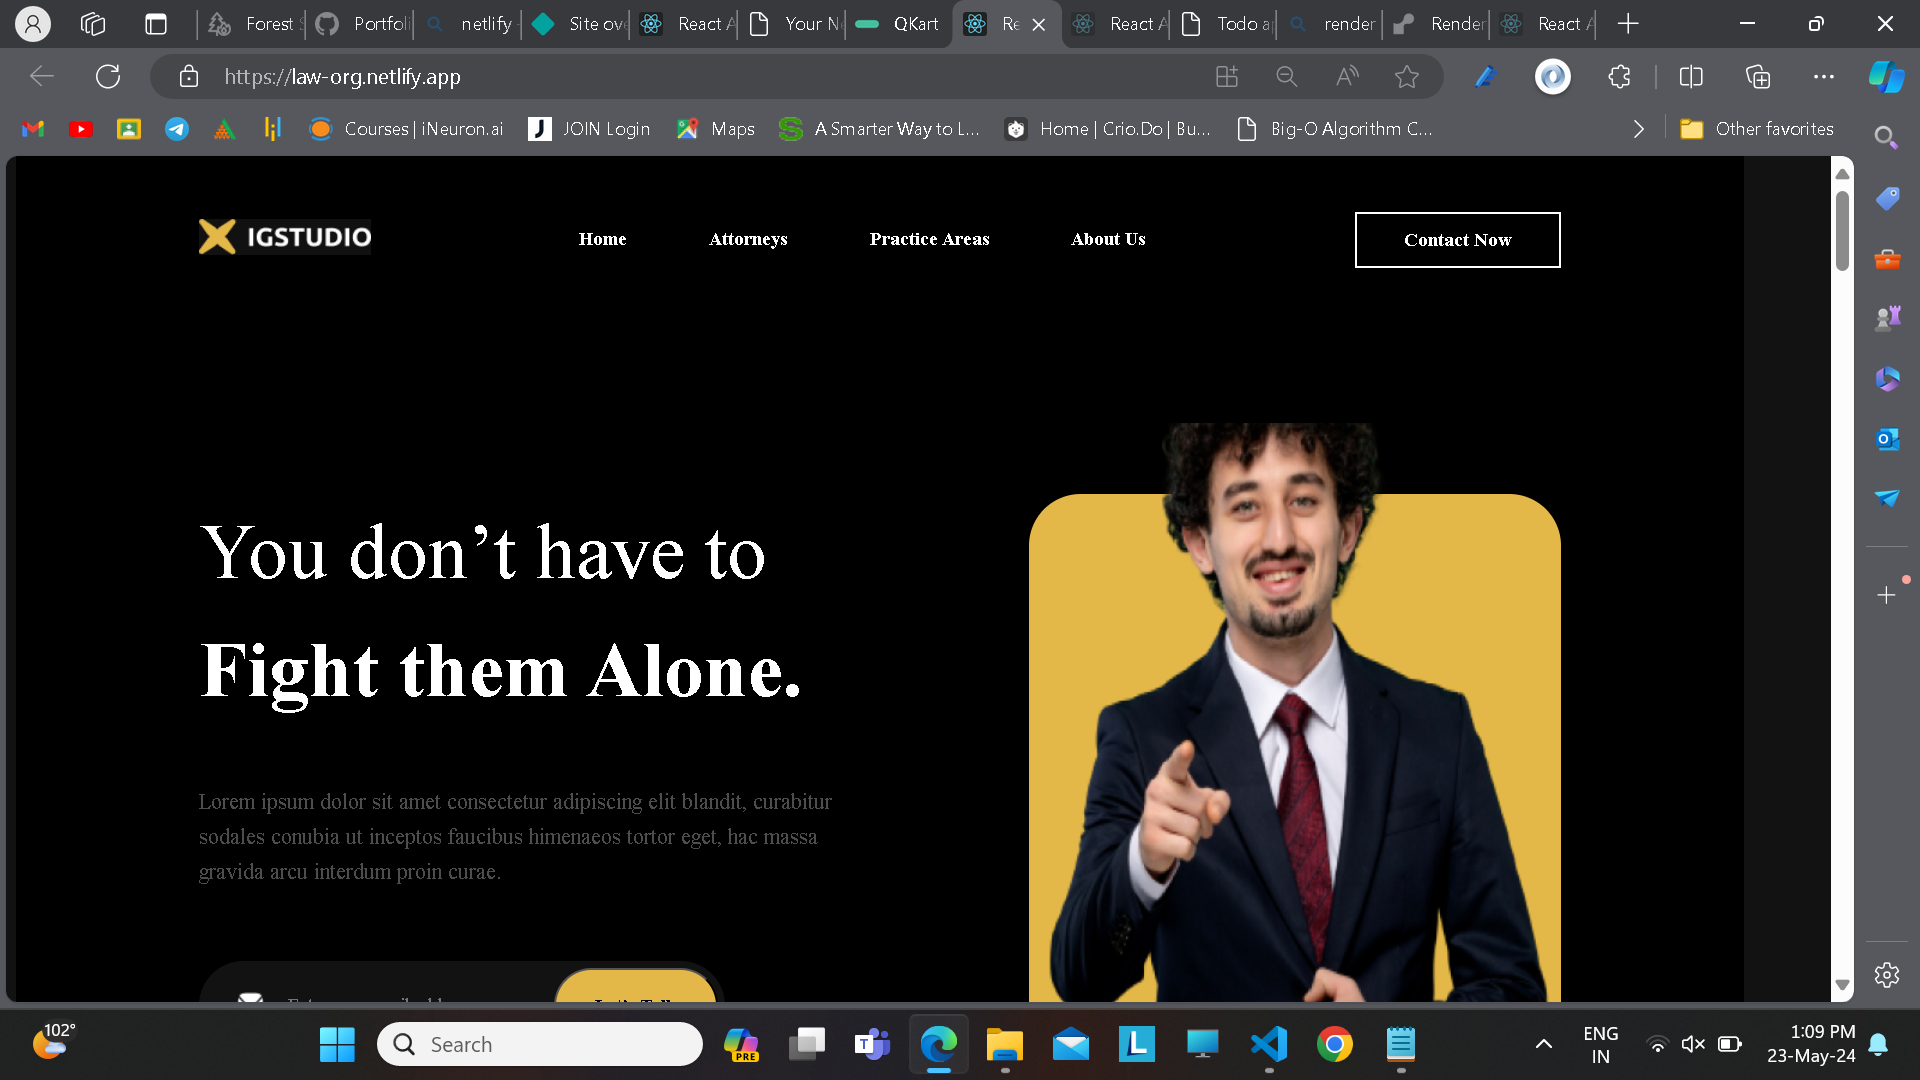 Forest S
Portfoli
netlify -
Site ove
React A
Your Ne
QKart
Re
React A
Todo ap
render
Render
React A
https://law-org.netlify.app
Courses | iNeuron.ai
JOIN Login
Maps
A Smarter Way to L...
Home | Crio.Do | Bu...
Big-O Algorithm C...
Other favorites
IGSTUDIO
Home
Attorneys
Practice Areas
About Us
Contact Now
You don’t have to
Fight them Alone.
Lorem ipsum dolor sit amet consectetur adipiscing elit blandit, curabitur
sodales conubia ut inceptos faucibus himenaeos tortor eget, hac massa
gravida arcu interdum proin curae.
102°
Search
PRE
ENG
IN
1:09 PM
23-May-24